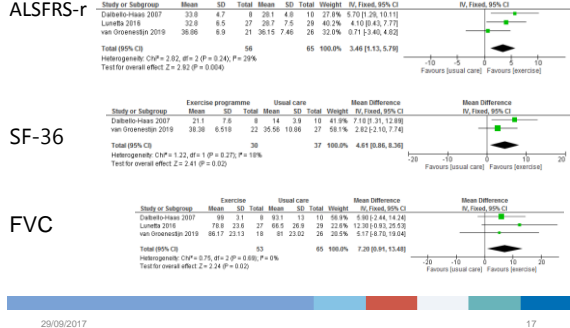 ALSFRS-r
Study or Subgroup Mean SD Total Mean SD Total Weight IV, Fixed, 95% CI IV, Fixed, 95% CI
Dalbello-Haas 2007 33.8 4.7 8 28.1 4.8 10 27.8% 5.70 [1.29, 10.11]
Lunetta 2016 32.8 6.5 27 28.7 7.5 29 40.1% 4.10 [0.43, 7.77]
van Groenestijn 2019 36.86 6.9 21 36.15 7.46 26 32.0% 0.71 [-3.40, 4.82]
Total (95% CI) 56 65 100.0% 3.46 [1.13, 5.79]
Heterogeneity: Chi² = 2.82, df = 2 (P = 0.24); I² = 29%
Test for overall effect: Z = 2.92 (P = 0.004)
-10 -5 0 5 10
Favours [usual care] Favours [exercise]
SF-36
Exercise programme Usual care Mean Difference Mean Difference
Study or Subgroup Mean SD Total Mean SD Total Weight IV, Fixed, 95% CI IV, Fixed, 95% CI
Dalbello-Haas 2007 21.1 7.6 8 14 3.9 10 41.9% 7.10 [1.31, 12.89]
van Groenestijn 2019 38.38 6.518 22 35.56 10.86 27 58.1% 2.82 [-2.10, 7.74]
Total (95% CI) 30 37 100.0% 4.61 [0.86, 8.36]
Heterogeneity: Chi² = 1.22, df = 1 (P = 0.27); I² = 18%
Test for overall effect: Z = 2.41 (P = 0.02)
-20 -10 0 10 20
Favours [usual care] Favours [exercise]
FVC
Exercise Usual care Mean Difference Mean Difference
Study or Subgroup Mean SD Total Mean SD Total Weight IV, Fixed, 95% CI IV, Fixed, 95% CI
Dalbello-Haas 2007 99 3.1 8 93.1 13 10 56.9% 5.90 [-2.44, 14.24]
Lunetta 2016 78.8 23.6 27 66.5 26.9 29 22.6% 12.30 [-0.93, 25.53]
van Groenestijn 2019 86.17 23.13 18 81 23.02 26 20.5% 5.17 [-8.70, 19.04]
Total (95% CI) 53 65 100.0% 7.20 [0.91, 13.48]
Heterogeneity: Chi² = 0.75, df = 2 (P = 0.69); I² = 0%
Test for overall effect: Z = 2.24 (P = 0.02)
-20 -10 0 10 20
Favours [usual care] Favours [exercise]
29/09/2017
17